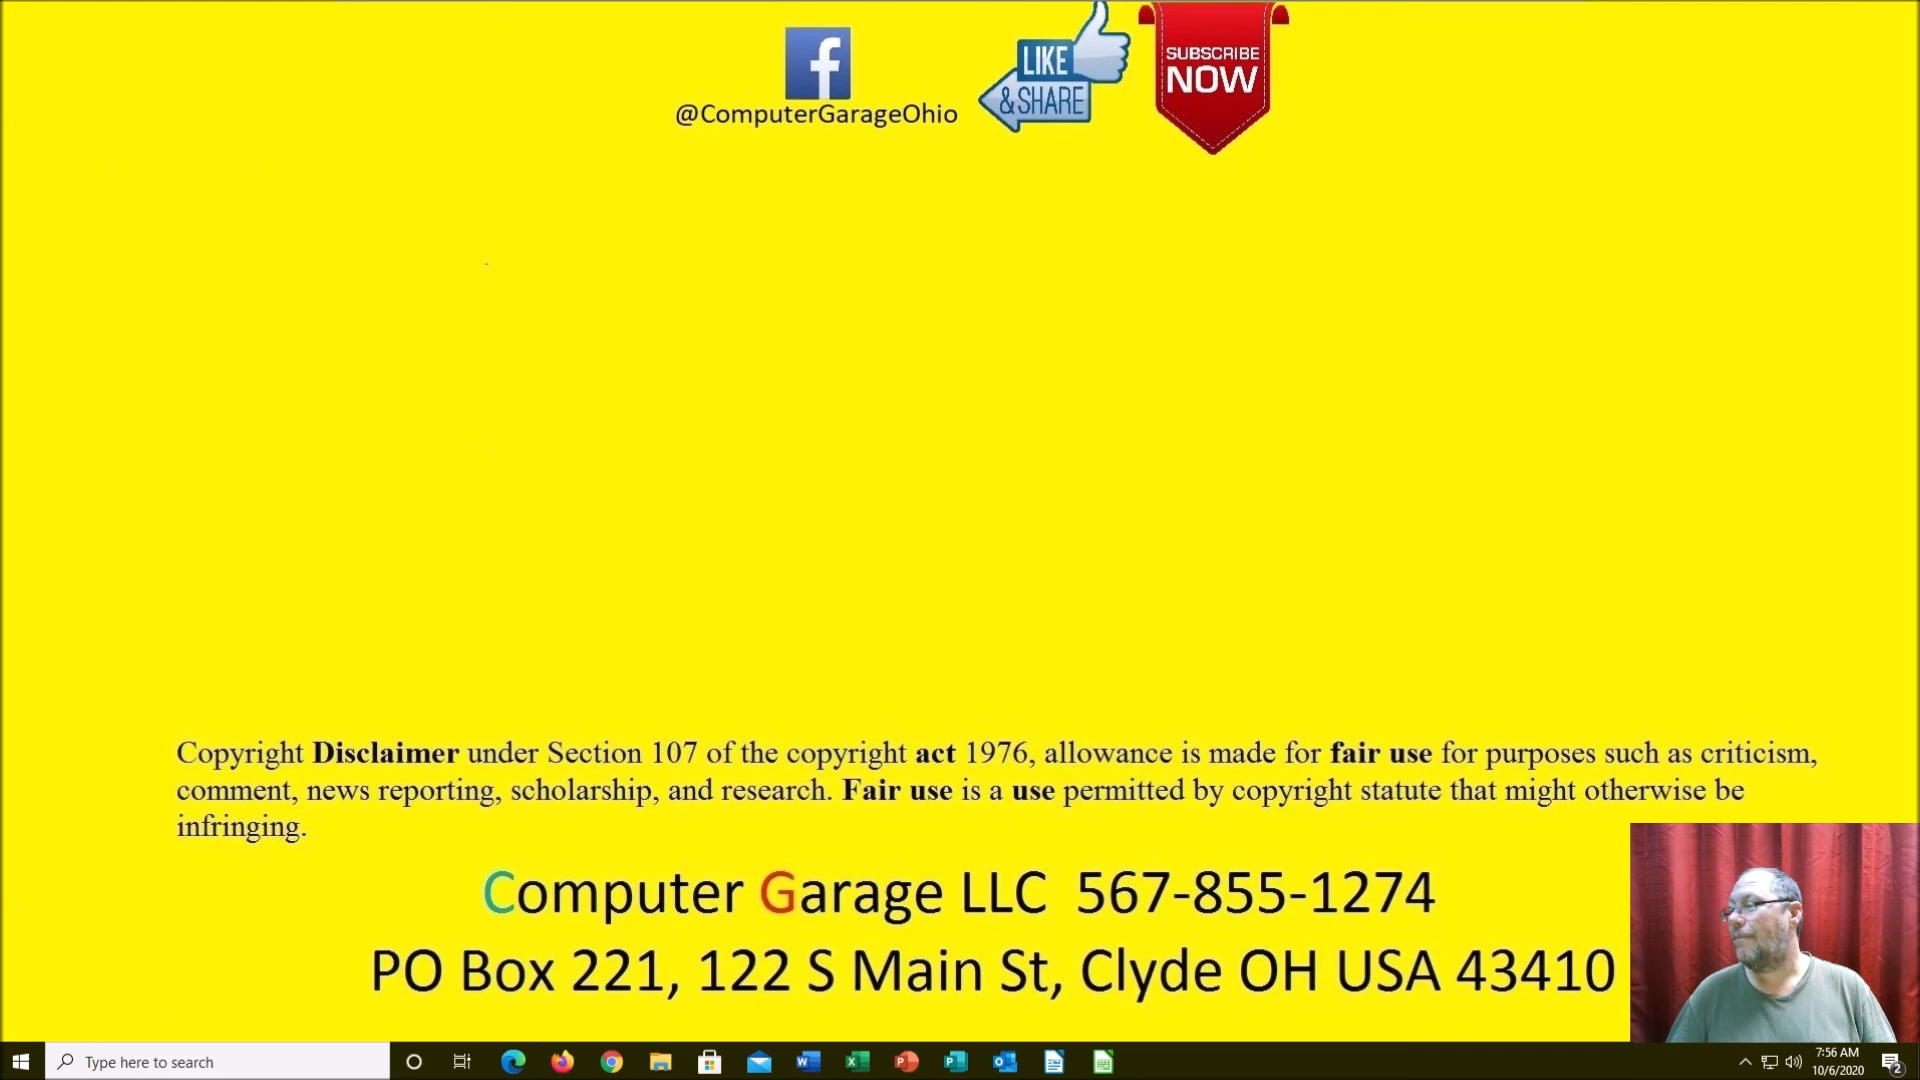 f
@ComputerGarageOhio
LIKE
& SHARE
SUBSCRIBE
NOW
Copyright Disclaimer under Section 107 of the copyright act 1976, allowance is made for fair use for purposes such as criticism,
comment, news reporting, scholarship, and research. Fair use is a use permitted by copyright statute that might otherwise be
infringing.
Computer Garage LLC 567-855-1274
PO Box 221, 122 S Main St, Clyde OH USA 43410
Type here to search
7:56 AM
10/6/2020
2